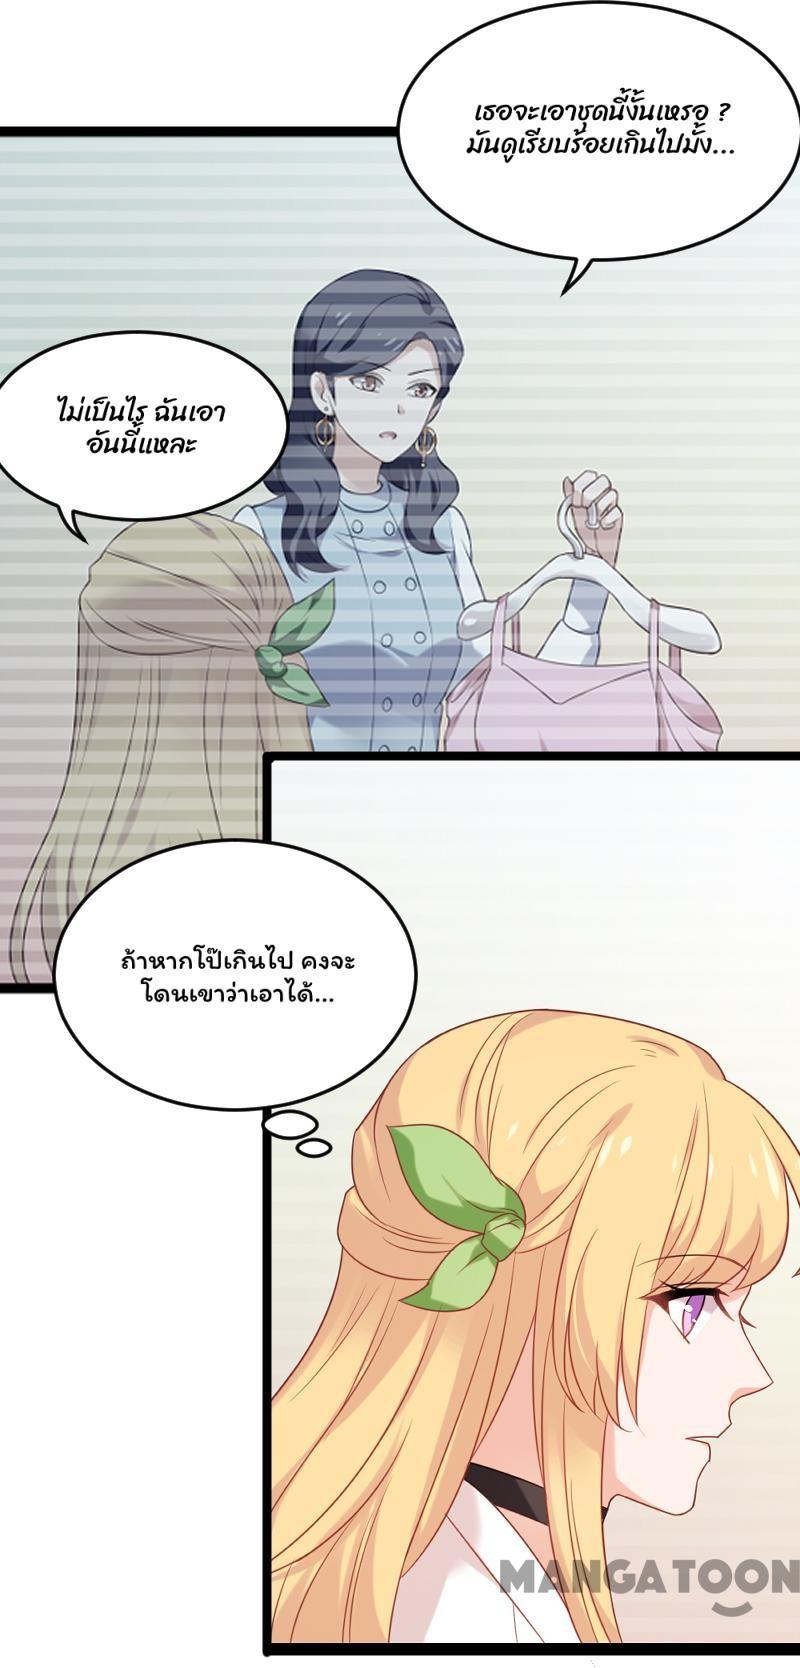 เธอจะเอาชุดนี้งั้นเหรอ ?
มันดูเรียบร้อยเกินไปมั้ง...
ไม่เป็นไร ฉันเอา
อันนี้แหละ
ถ้าหากโป๊เกินไป คงจะ
โดนเขาว่าเอาได้...
MANGATOON